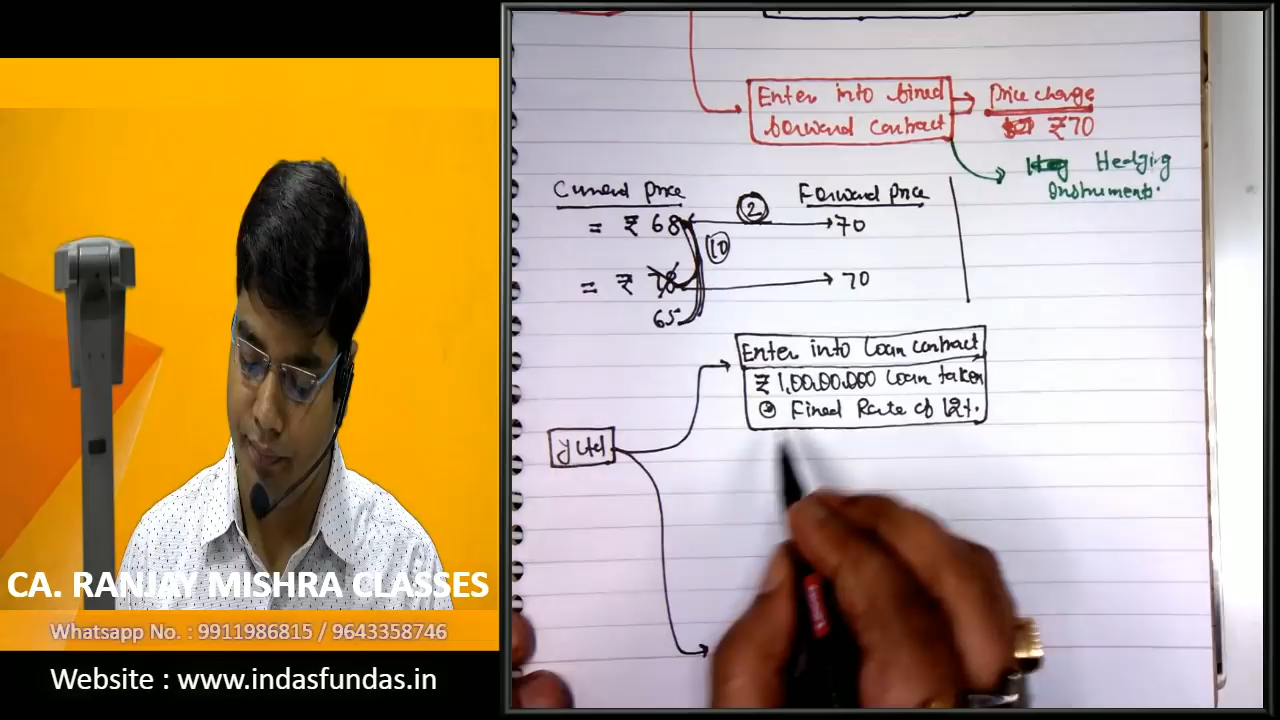 Enter into fixed
forward contract
Price change
₹70
Hedging
Instrument.
Current price
Forward price
= ₹ 68
2
70
10
= ₹ 78
70
65
Enter into Loan contract
₹ 1,00,00,000 Loan taken
Fixed Rate of 12%.
Y Ltd
CA. RANJAY MISHRA CLASSES
Whatsapp No. : 9911986815 / 9643358746
Website : www.indasfundas.in